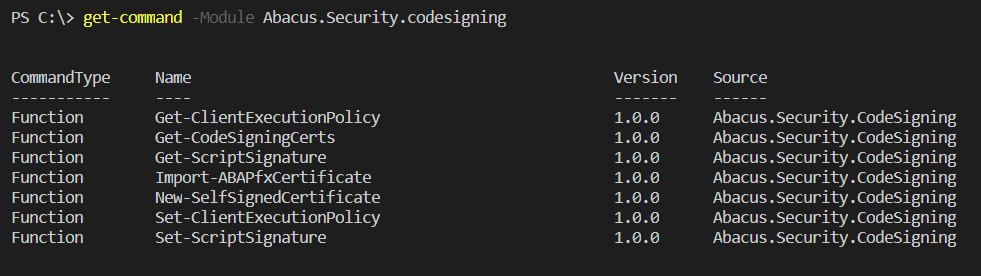 PS C:\> get-command -Module Abacus.Security.codesigning
CommandType Name Version Source
----------- ---- ------- ------
Function Get-ClientExecutionPolicy 1.0.0 Abacus.Security.CodeSigning
Function Get-CodeSigningCerts 1.0.0 Abacus.Security.CodeSigning
Function Get-ScriptSignature 1.0.0 Abacus.Security.CodeSigning
Function Import-ABAPfxCertificate 1.0.0 Abacus.Security.CodeSigning
Function New-SelfSignedCertificate 1.0.0 Abacus.Security.CodeSigning
Function Set-ClientExecutionPolicy 1.0.0 Abacus.Security.CodeSigning
Function Set-ScriptSignature 1.0.0 Abacus.Security.CodeSigning